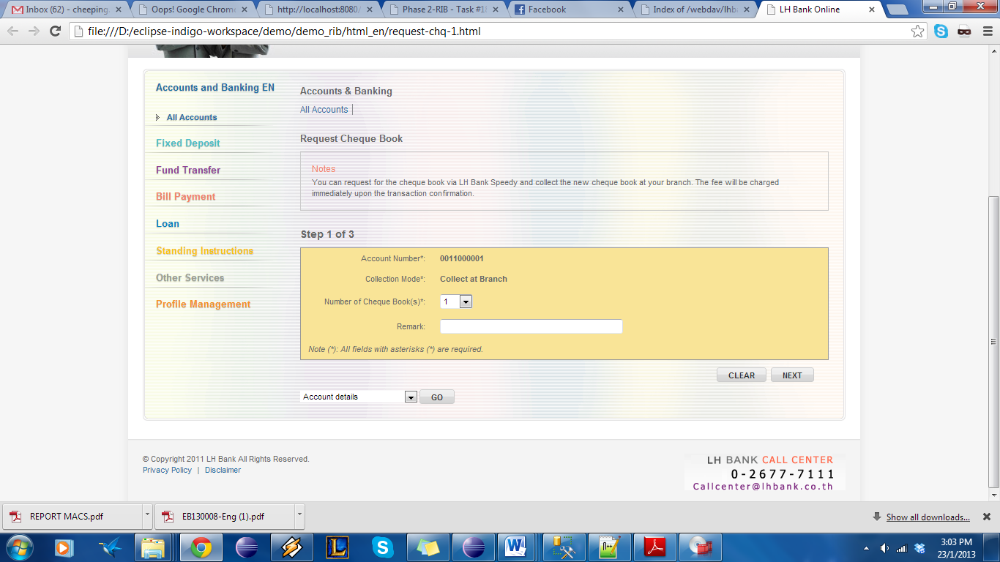 Inbox (62) - cheeping.
Oops! Google Chrome
http://localhost:8080/
Phase 2-RIB - Task #18
Facebook
Index of /webdav/lhb
LH Bank Online
file:///D:/eclipse-indigo-workspace/demo/demo_rib/html_en/request-chq-1.html
Accounts and Banking EN
All Accounts
Fixed Deposit
Fund Transfer
Bill Payment
Loan
Standing Instructions
Other Services
Profile Management
Accounts & Banking
All Accounts
Request Cheque Book
Notes
You can request for the cheque book via LH Bank Speedy and collect the new cheque book at your branch. The fee will be charged
immediately upon the transaction confirmation.
Step 1 of 3
Account Number*: 0011000001
Collection Mode*: Collect at Branch
Number of Cheque Book(s)*: 1
Remark:
Note (*): All fields with asterisks (*) are required.
CLEAR NEXT
Account details GO
© Copyright 2011 LH Bank All Rights Reserved.
Privacy Policy | Disclaimer
LH BANK CALL CENTER
0-2677-7111
Callcenter@lhbank.co.th
REPORT MACS.pdf
EB130008-Eng (1).pdf
Show all downloads...
3:03 PM
23/1/2013